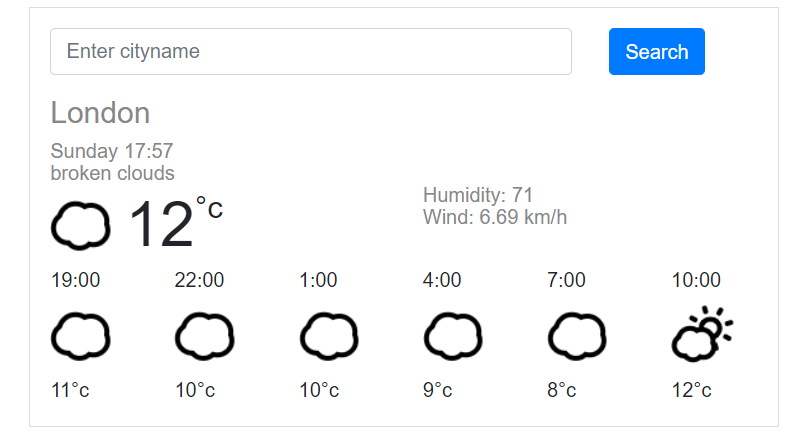 Enter cityname
Search
London
Sunday 17:57
broken clouds
12°c
Humidity: 71
Wind: 6.69 km/h
19:00 22:00 1:00 4:00 7:00 10:00
11°c 10°c 10°c 9°c 8°c 12°c